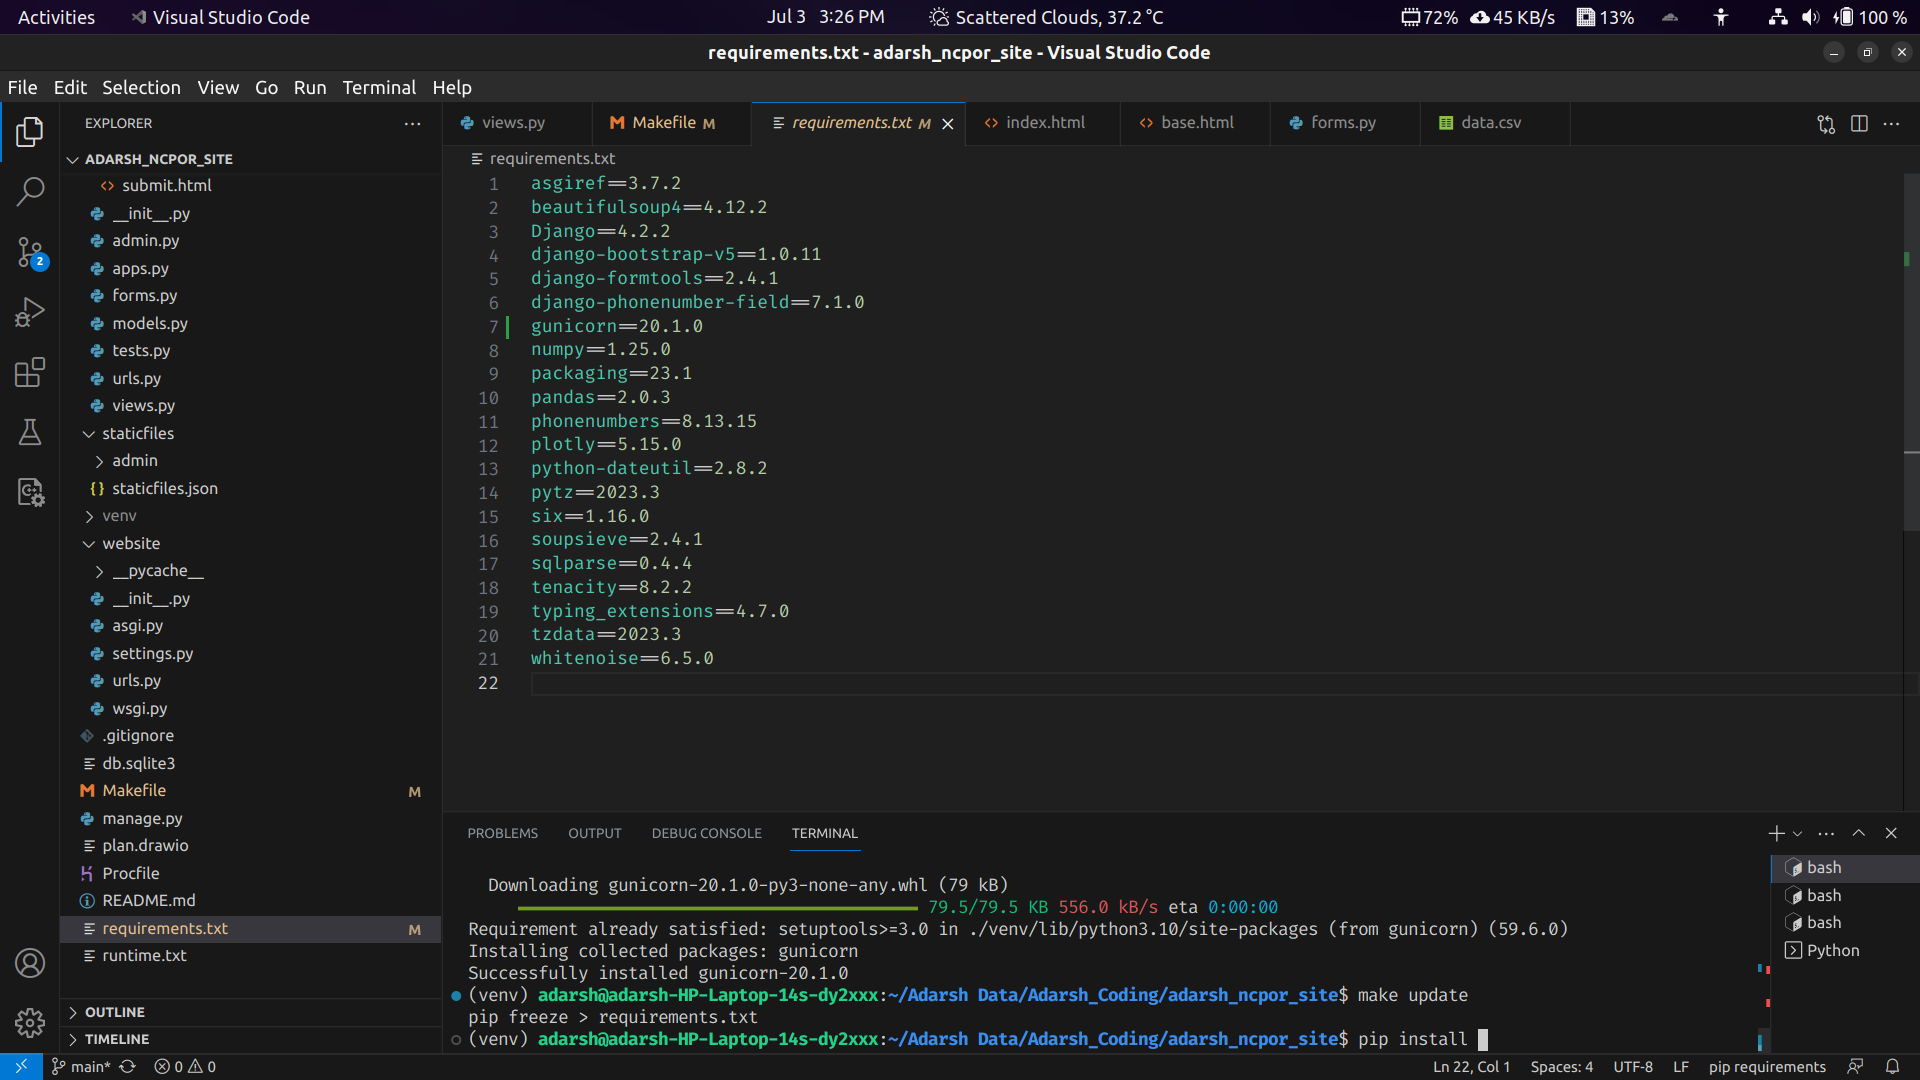 Activities
Visual Studio Code
Jul 3 3:26 PM
Scattered Clouds, 37.2 °C
72%
45 KB/s
13%
100 %
requirements.txt - adarsh_ncpor_site - Visual Studio Code
File Edit Selection View Go Run Terminal Help
EXPLORER
ADARSH_NCPOR_SITE
submit.html
__init__.py
admin.py
apps.py
forms.py
models.py
tests.py
urls.py
views.py
staticfiles
admin
{} staticfiles.json
venv
website
__pycache__
__init__.py
asgi.py
settings.py
urls.py
wsgi.py
.gitignore
db.sqlite3
Makefile M
manage.py
plan.drawio
Procfile
README.md
requirements.txt M
runtime.txt
OUTLINE
TIMELINE
2
views.py
Makefile M
requirements.txt M
index.html
base.html
forms.py
data.csv
requirements.txt
1 asgiref==3.7.2
2 beautifulsoup4==4.12.2
3 Django==4.2.2
4 django-bootstrap-v5==1.0.11
5 django-formtools==2.4.1
6 django-phonenumber-field==7.1.0
7 gunicorn==20.1.0
8 numpy==1.25.0
9 packaging==23.1
10 pandas==2.0.3
11 phonenumbers==8.13.15
12 plotly==5.15.0
13 python-dateutil==2.8.2
14 pytz==2023.3
15 six==1.16.0
16 soupsieve==2.4.1
17 sqlparse==0.4.4
18 tenacity==8.2.2
19 typing_extensions==4.7.0
20 tzdata==2023.3
21 whitenoise==6.5.0
22
PROBLEMS OUTPUT DEBUG CONSOLE TERMINAL
Downloading gunicorn-20.1.0-py3-none-any.whl (79 kB)
79.5/79.5 KB 556.0 kB/s eta 0:00:00
Requirement already satisfied: setuptools>=3.0 in ./venv/lib/python3.10/site-packages (from gunicorn) (59.6.0)
Installing collected packages: gunicorn
Successfully installed gunicorn-20.1.0
(venv) adarsh@adarsh-HP-Laptop-14s-dy2xxx:~/Adarsh Data/Adarsh_Coding/adarsh_ncpor_site$ make update
pip freeze > requirements.txt
(venv) adarsh@adarsh-HP-Laptop-14s-dy2xxx:~/Adarsh Data/Adarsh_Coding/adarsh_ncpor_site$ pip install
bash
bash
bash
Python
main* 0 0
Ln 22, Col 1 Spaces: 4 UTF-8 LF pip requirements